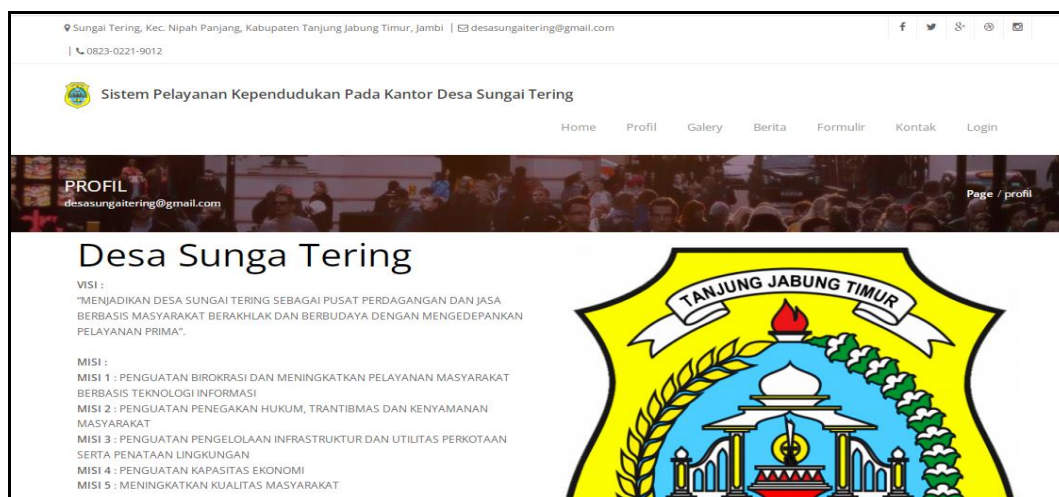 Sungai Tering, Kec. Nipah Panjang, Kabupaten Tanjung Jabung Timur, Jambi | desasungaitering@gmail.com
| 0823-0221-9012
Sistem Pelayanan Kependudukan Pada Kantor Desa Sungai Tering
Home Profil Galery Berita Formulir Kontak Login
PROFIL
desasungaitering@gmail.com
Page / profil
Desa Sunga Tering
VISI :
"MENJADIKAN DESA SUNGAI TERING SEBAGAI PUSAT PERDAGANGAN DAN JASA
BERBASIS MASYARAKAT BERAKHLAK DAN BERBUDAYA DENGAN MENGEDEPANKAN
PELAYANAN PRIMA".
MISI :
MISI 1 : PENGUATAN BIROKRASI DAN MENINGKATKAN PELAYANAN MASYARAKAT
BERBASIS TEKNOLOGI INFORMASI
MISI 2 : PENGUATAN PENEGAKAN HUKUM, TRANTIBMAS DAN KENYAMANAN
MASYARAKAT
MISI 3 : PENGUATAN PENGELOLAAN INFRASTRUKTUR DAN UTILITAS PERKOTAAN
SERTA PENATAAN LINGKUNGAN
MISI 4 : PENGUATAN KAPASITAS EKONOMI
MISI 5 : MENINGKATKAN KUALITAS MASYARAKAT
TANJUNG JABUNG TIMUR